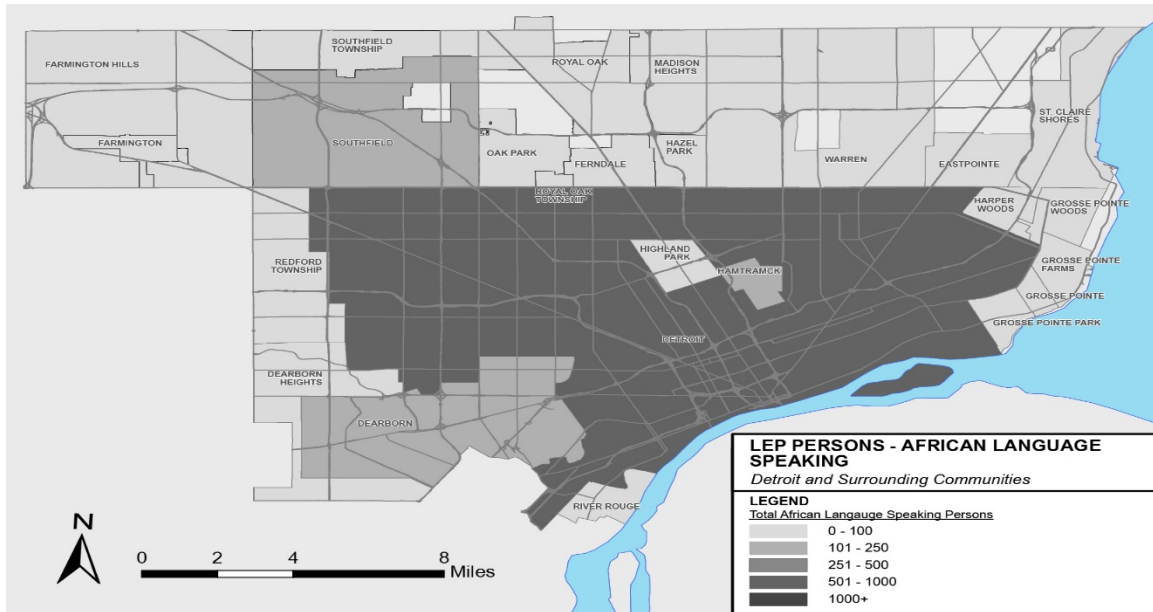 SOUTHFIELD
TOWNSHIP
FARMINGTON HILLS
ROYAL OAK
MADISON
HEIGHTS
ST. CLAIRE
SHORES
FARMINGTON
SOUTHFIELD
OAK PARK
FERNDALE
HAZEL
PARK
WARREN
EASTPOINTE
ROYAL OAK
TOWNSHIP
HARPER
WOODS
GROSSE POINTE
WOODS
HIGHLAND
PARK
REDFORD
TOWNSHIP
HAMTRAMCK
GROSSE POINTE
FARMS
GROSSE POINTE
GROSSE POINTE PARK
DETROIT
DEARBORN
HEIGHTS
DEARBORN
RIVER ROUGE
N
0 2 4 8
Miles
LEP PERSONS - AFRICAN LANGUAGE
SPEAKING
Detroit and Surrounding Communities
LEGEND
Total African Langauge Speaking Persons
0 - 100
101 - 250
251 - 500
501 - 1000
1000+